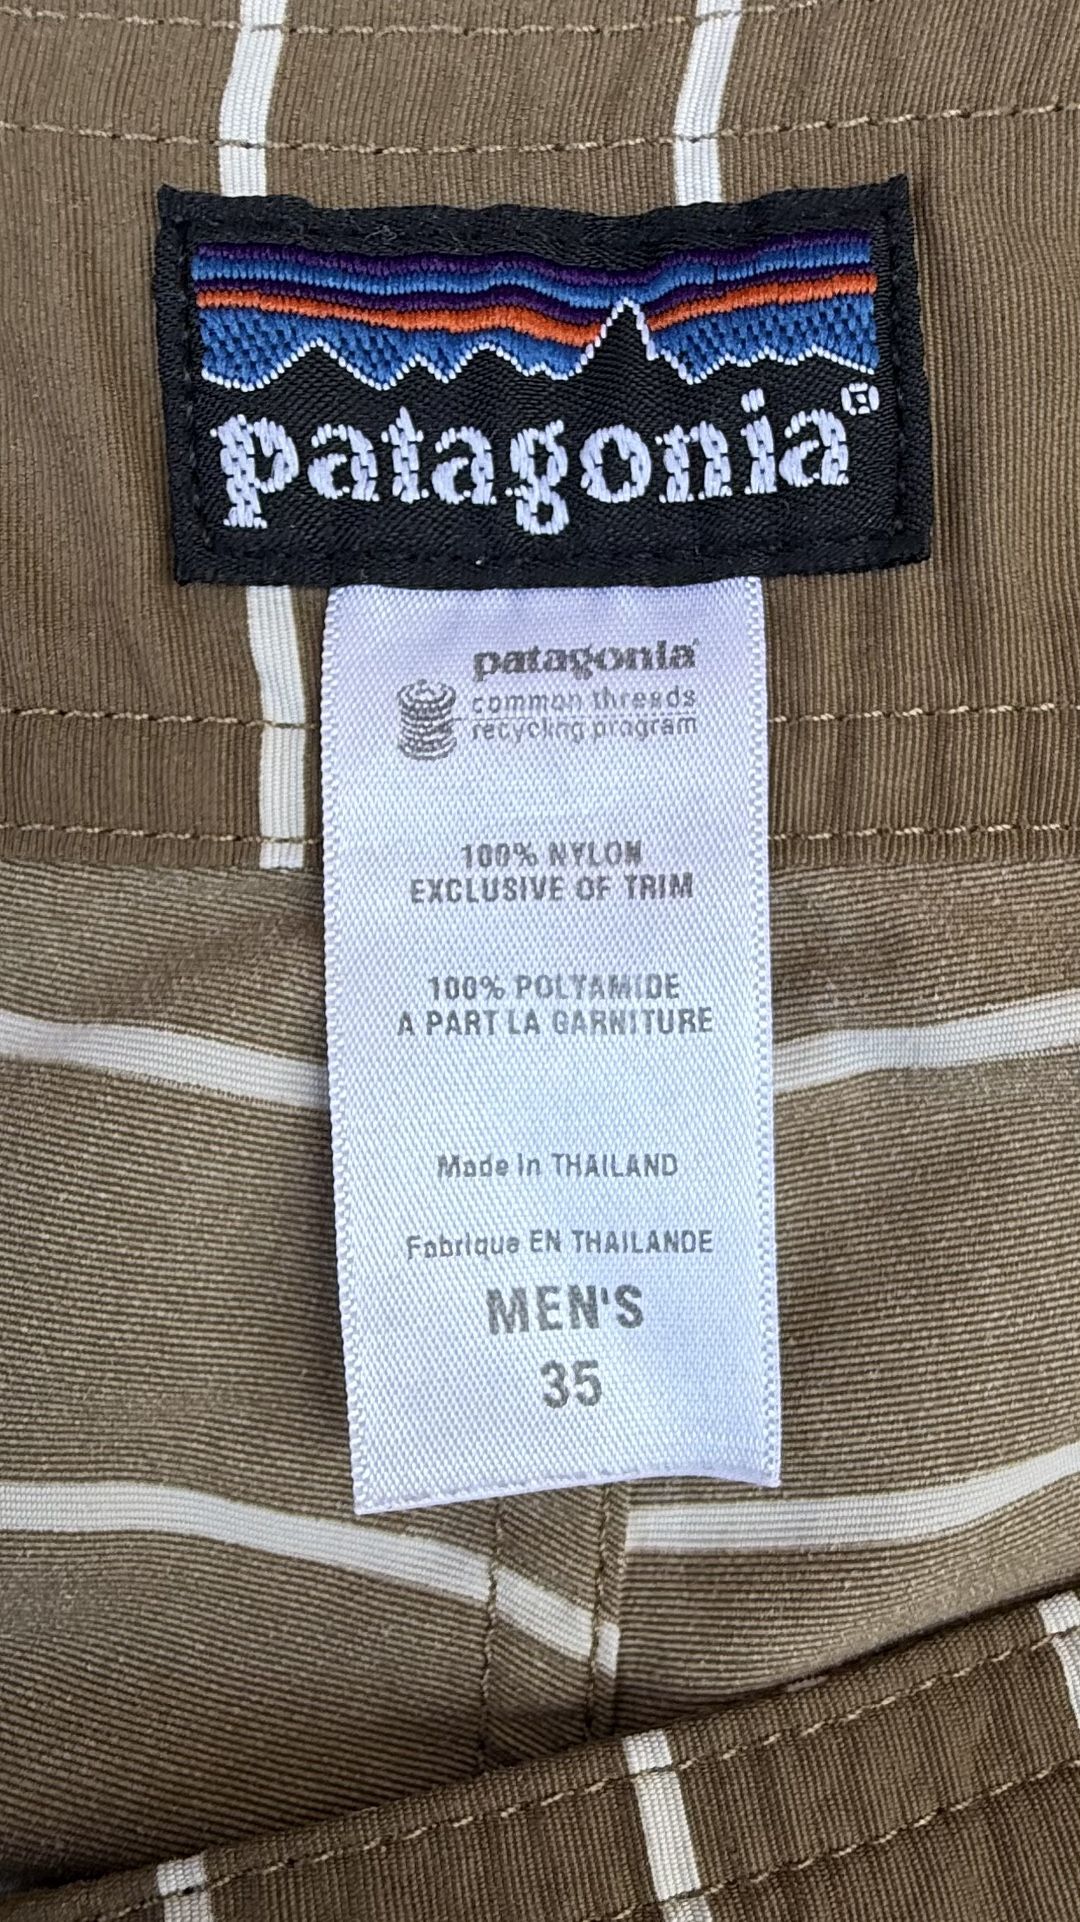 patagonia®
patagonia®
common threads
recycling program
100% NYLON
EXCLUSIVE OF TRIM
100% POLYAMIDE
A PART LA GARNITURE
Made in THAILAND
Fabrique EN THAILANDE
MEN'S
35